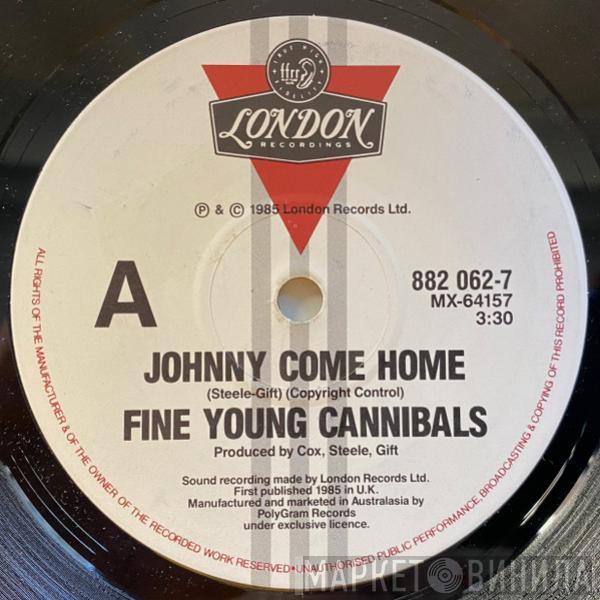 FULL FREQUENCY
ffrr
LONDON
RECORDINGS
Ⓟ & © 1985 London Records Ltd.
A
882 062-7
MX-64157
3:30
JOHNNY COME HOME
(Steele-Gift) (Copyright Control)
FINE YOUNG CANNIBALS
Produced by Cox, Steele, Gift
Sound recording made by London Records Ltd.
First published 1985 in U.K.
Manufactured and marketed in Australasia by
PolyGram Records
under exclusive licence.
ALL RIGHTS OF THE MANUFACTURER & OF THE OWNER OF THE RECORDED WORK RESERVED•UNAUTHORISED PUBLIC PERFORMANCE, BROADCASTING & COPYING OF THIS RECORD PROHIBITED
МАРКЕТ ВИНИЛА